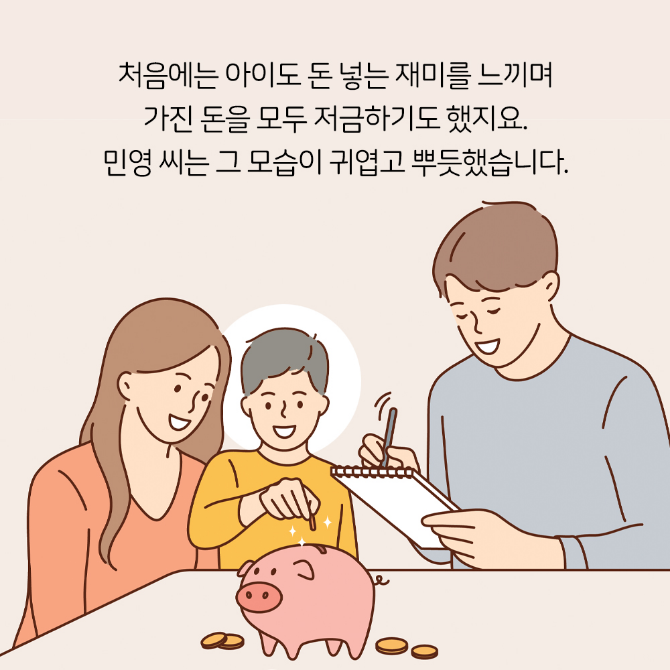 처음에는 아이도 돈 넣는 재미를 느끼며
가진 돈을 모두 저금하기도 했지요.
민영 씨는 그 모습이 귀엽고 뿌듯했습니다.